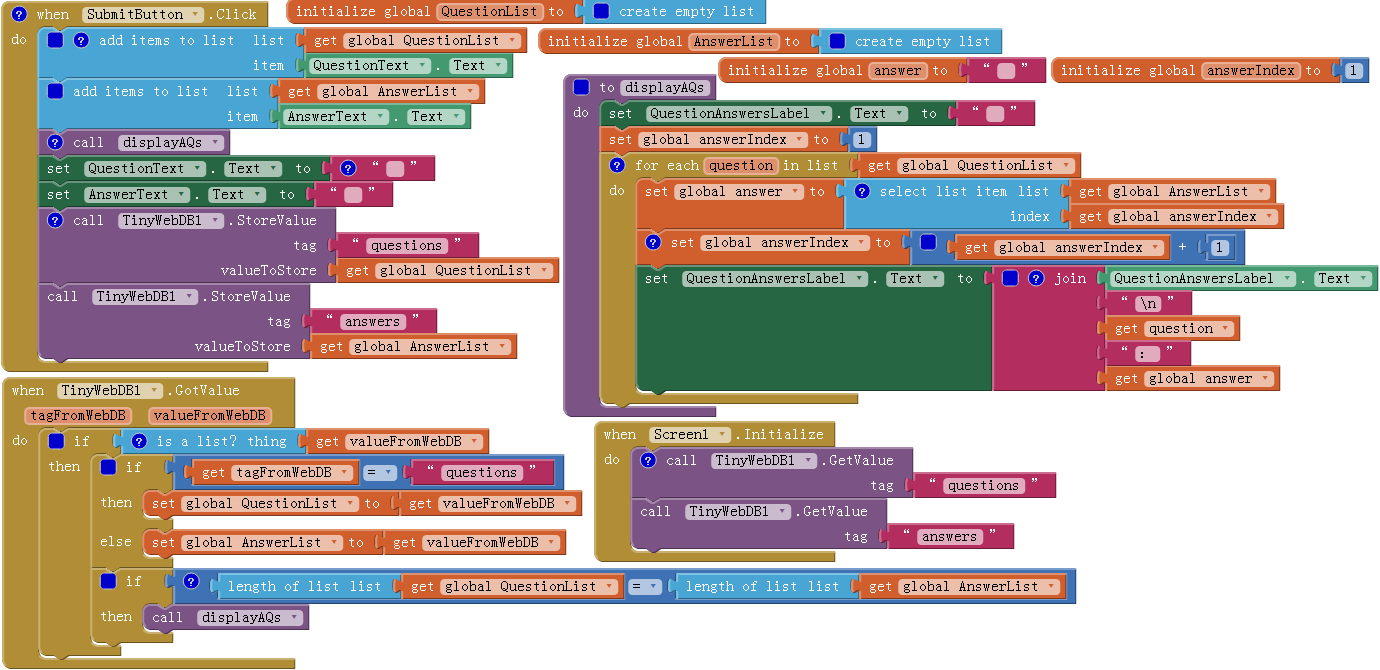 when SubmitButton .Click
do add items to list list get global QuestionList
item QuestionText . Text
add items to list list get global AnswerList
item AnswerText . Text
call displayAQs
set QuestionText . Text to “ ”
set AnswerText . Text to “ ”
call TinyWebDB1 .StoreValue
tag “ questions ”
valueToStore get global QuestionList
call TinyWebDB1 .StoreValue
tag “ answers ”
valueToStore get global AnswerList
initialize global QuestionList to create empty list
initialize global AnswerList to create empty list
initialize global answer to “ ”
initialize global answerIndex to 1
to displayAQs
do set QuestionAnswersLabel . Text to “ ”
set global answerIndex to 1
for each question in list get global QuestionList
do set global answer to select list item list get global AnswerList
index get global answerIndex
set global answerIndex to get global answerIndex + 1
set QuestionAnswersLabel . Text to join QuestionAnswersLabel . Text
“ \n ”
get question
“ : ”
get global answer
when TinyWebDB1 .GotValue
tagFromWebDB valueFromWebDB
do if is a list? thing get valueFromWebDB
then if get tagFromWebDB = “ questions ”
then set global QuestionList to get valueFromWebDB
else set global AnswerList to get valueFromWebDB
if length of list list get global QuestionList = length of list list get global AnswerList
then call displayAQs
when Screen1 .Initialize
do call TinyWebDB1 .GetValue
tag “ questions ”
call TinyWebDB1 .GetValue
tag “ answers ”